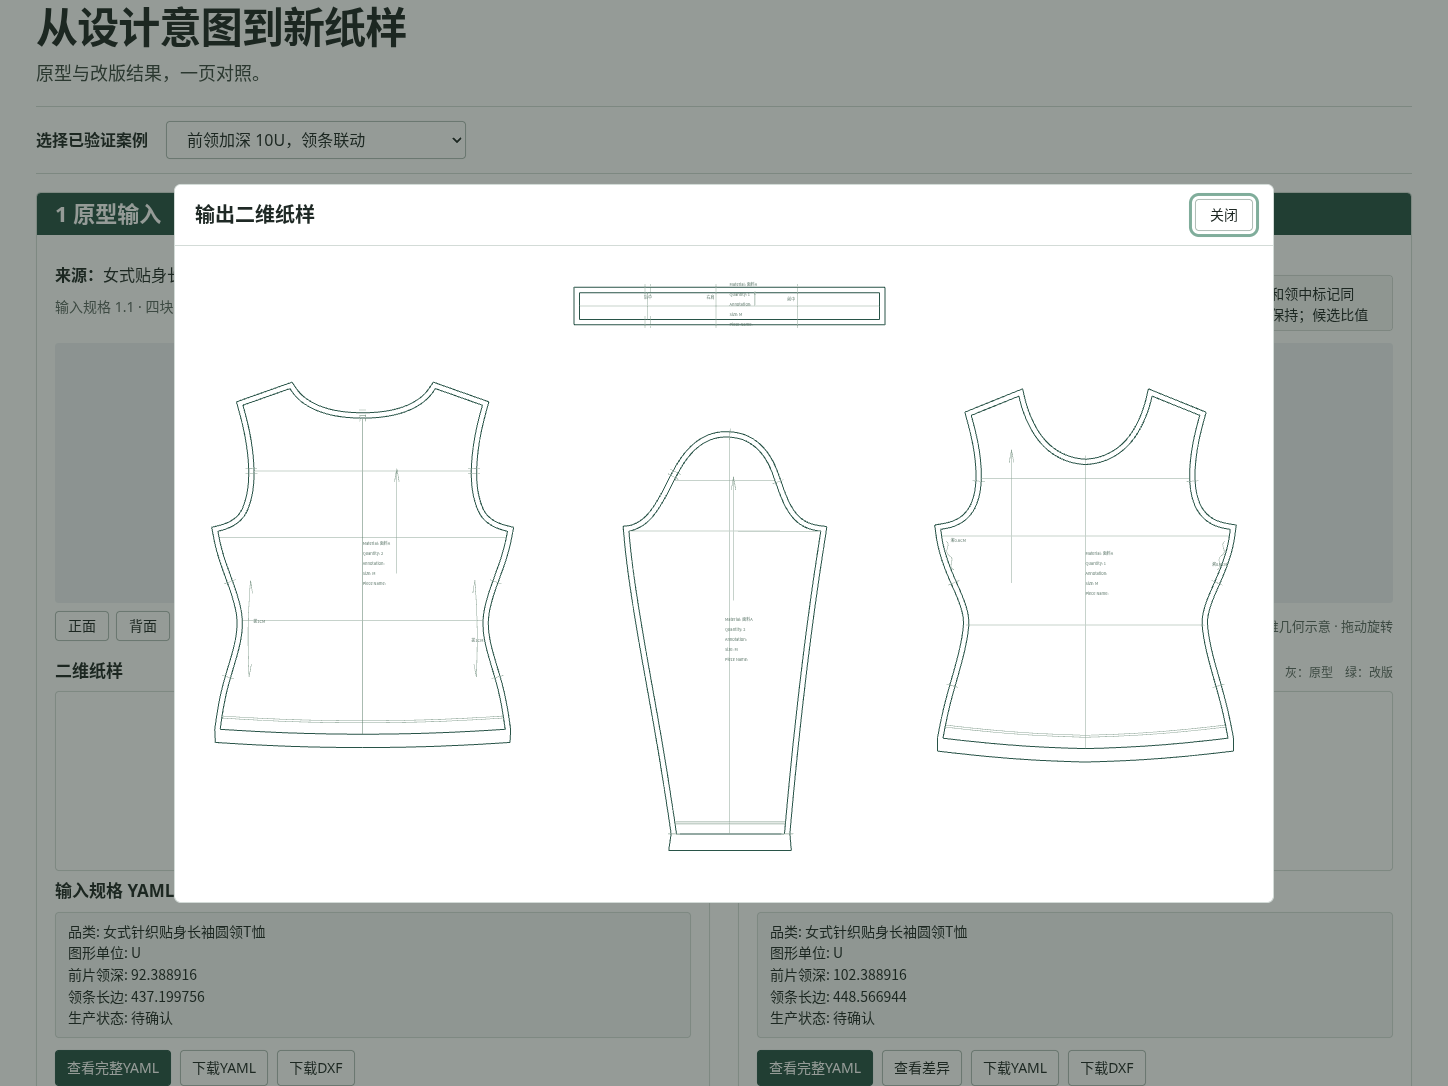 从设计意图到新纸样
原型与改版结果，一页对照。
选择已验证案例
前领加深 10U，领条联动
1 原型输入
来源：女式贴身
输入规格 1.1 · 四块
和领中标记同
保持；候选比值
输出二维纸样
关闭
正面
背面
几何示意 · 拖动旋转
二维纸样
灰：原型 绿：改版
输入规格 YAML
品类: 女式针织贴身长袖圆领T恤
图形单位: U
前片领深: 92.388916
领条长边: 437.199756
生产状态: 待确认
查看完整YAML
下载YAML
下载DXF
品类: 女式针织贴身长袖圆领T恤
图形单位: U
前片领深: 102.388916
领条长边: 448.566944
生产状态: 待确认
查看完整YAML
查看差异
下载YAML
下载DXF